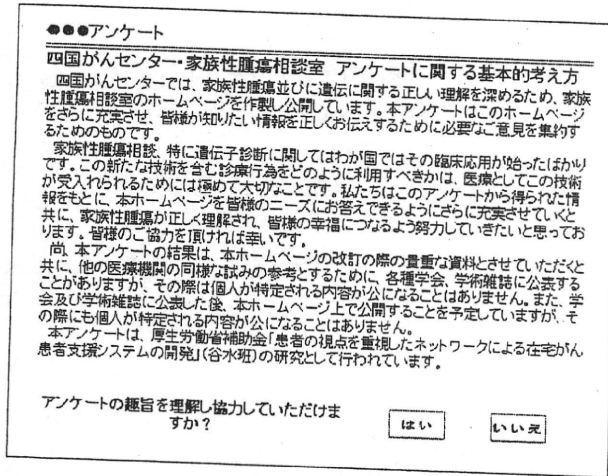 ●●●アンケート
四国がんセンター・家族性腫瘍相談室 アンケートに関する基本的考え方
四国がんセンターでは、家族性腫瘍並びに遺伝に関する正しい理解を深めるため、家族
性腫瘍相談室のホームページを作製し公開しています。本アンケートはこのホームページ
をさらに充実させ、皆様が知りたい情報を正しくお伝えするために必要なご意見を集約す
るためのものです。
家族性腫瘍相談、特に遺伝子診断に関してはわが国ではその臨床応用が始ったばかり
です。この新たな技術を含む診療行為をどのように利用すべきかは、医療としてこの技術
が受入れられるためには極めて大切なことです。私たちはこのアンケートから得られた情
報をもとに、本ホームページを皆様のニーズにお答えできるようにさらに充実させていくと
共に、家族性腫瘍が正しく理解され、皆様の幸福につなるよう努力していきたいと思ってお
ります。皆様のご協力を頂ければ幸いです。
尚、本アンケートの結果は、本ホームページの改訂の際の貴重な資料とさせていただくと
共に、他の医療機関の同様な試みの参考とするために、各種学会、学術雑誌に公表する
ことがありますが、その際は個人が特定される内容が公になることはありません。また、学
会及び学術雑誌に公表した後、本ホームページ上で公開することを予定していますが、そ
の際にも個人が特定される内容が公になることはありません。
本アンケートは、厚生労働省補助会「患者の視点を重視したネットワークによる在宅がん
患者支援システムの開発」(谷水班)の研究として行われています。
アンケートの趣旨を理解し協力していただけま
すか?
はい
いいえ